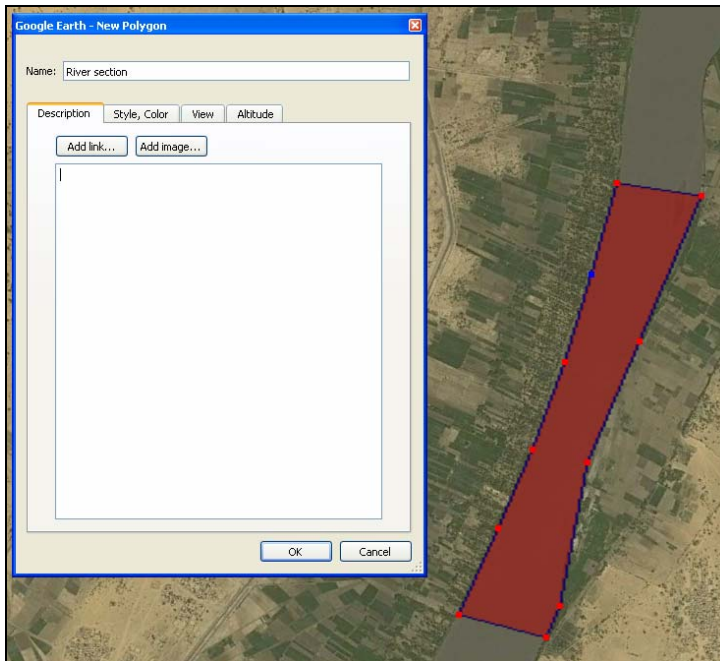 Google Earth - New Polygon
Name: River section
Description Style, Color View Altitude
Add link... Add image...
OK Cancel